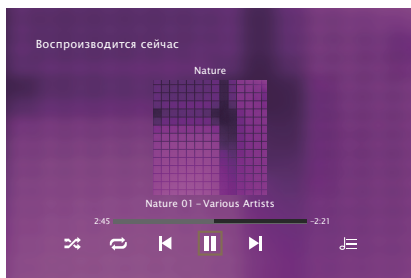 Воспроизводится сейчас
Nature
Nature 01 – Various Artists
2:45
-2:21